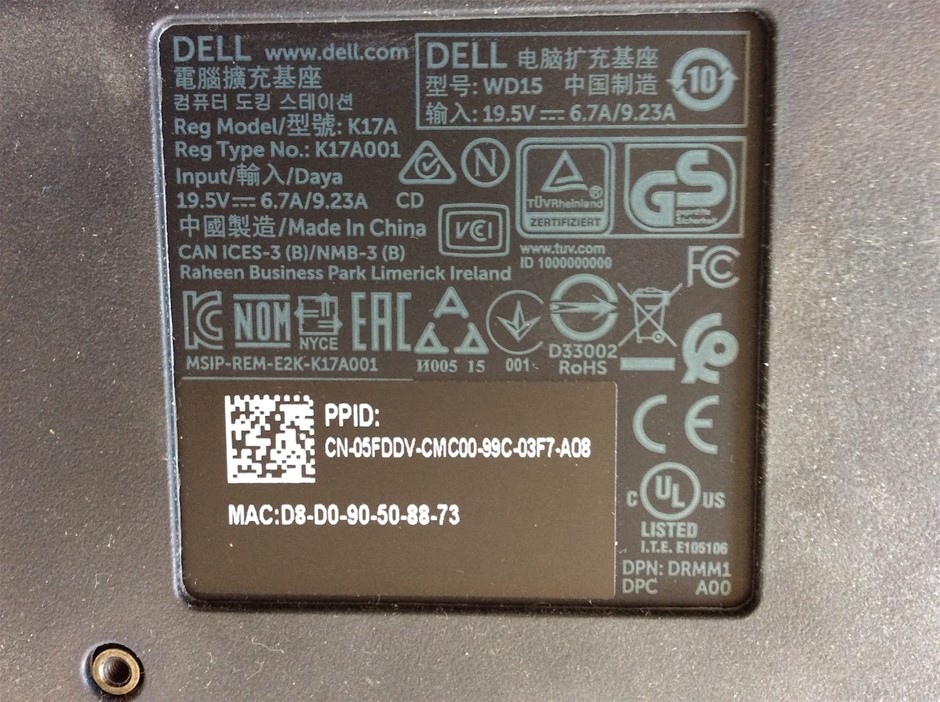 DELL www.dell.com
電腦擴充基座
컴퓨터 도킹 스테이션
Reg Model/型號: K17A
Reg Type No.: K17A001
Input/輸入/Daya
19.5V⎓ 6.7A/9.23A CD
中國製造/Made In China
CAN ICES-3 (B)/NMB-3 (B)
Raheen Business Park Limerick Ireland
DELL 电脑扩充基座
型号: WD15 中国制造
输入: 19.5V⎓ 6.7A/9.23A
10
N
TÜVRheinland®
ZERTIFIZIERT
GS
geprüfte
Sicherheit
VCI
www.tuv.com
ID 1000000000
FC
KC NOM NYCE EAC
И005 15
001
D33002
RoHS
MSIP-REM-E2K-K17A001
PPID:
CN-05FDDV-CMC00-99C-03F7-A08
MAC:D8-D0-90-50-88-73
CE
C UL US
LISTED
I.T.E. E105106
DPN: DRMM1
DPC A00